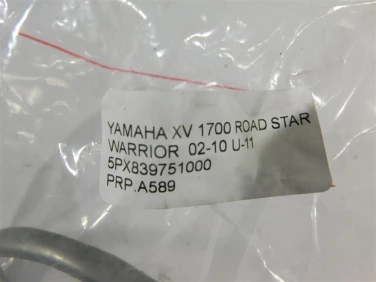 YAMAHA XV 1700 ROAD STAR
WARRIOR 02-10 U-11
5PX839751000
PRP.A589